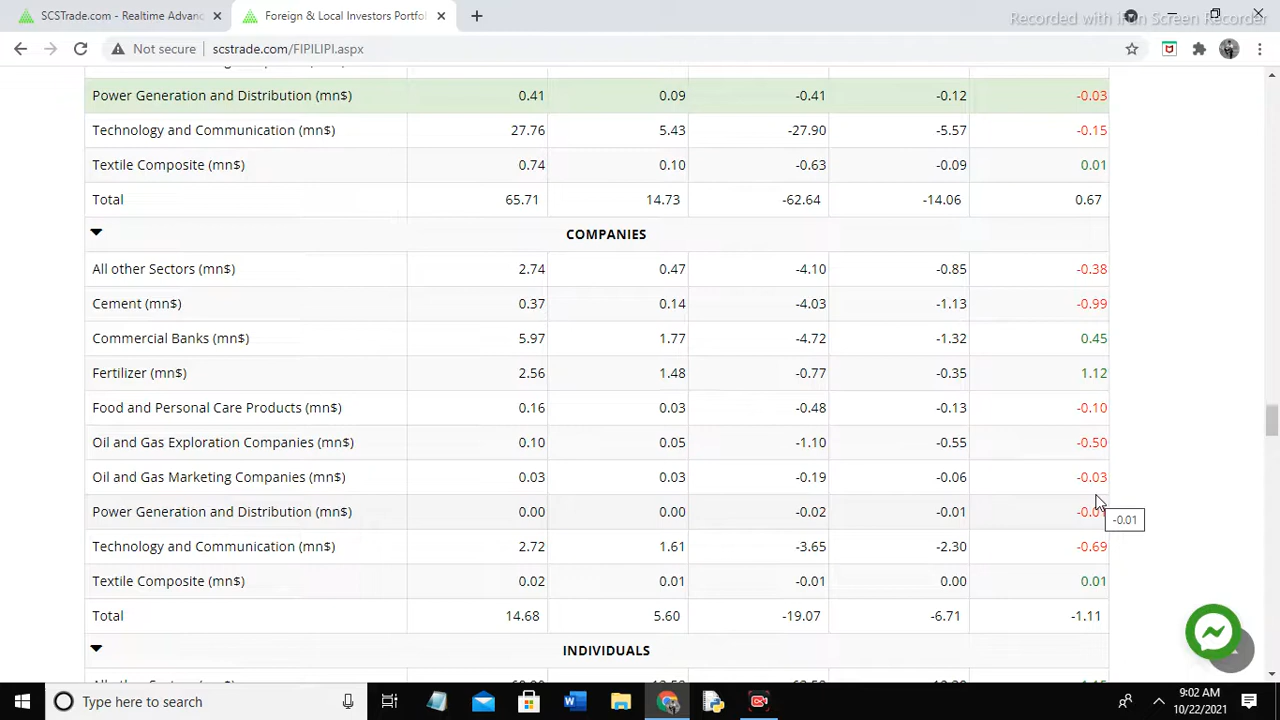 SCSTrade.com - Realtime Advanc
Foreign & Local Investors Portfol
Recorded with iFun Screen Recorder
Not secure scstrade.com/FIPILIPI.aspx
Power Generation and Distribution (mn$) 0.41 0.09 -0.41 -0.12 -0.03
Technology and Communication (mn$) 27.76 5.43 -27.90 -5.57 -0.15
Textile Composite (mn$) 0.74 0.10 -0.63 -0.09 0.01
Total 65.71 14.73 -62.64 -14.06 0.67
COMPANIES
All other Sectors (mn$) 2.74 0.47 -4.10 -0.85 -0.38
Cement (mn$) 0.37 0.14 -4.03 -1.13 -0.99
Commercial Banks (mn$) 5.97 1.77 -4.72 -1.32 0.45
Fertilizer (mn$) 2.56 1.48 -0.77 -0.35 1.12
Food and Personal Care Products (mn$) 0.16 0.03 -0.48 -0.13 -0.10
Oil and Gas Exploration Companies (mn$) 0.10 0.05 -1.10 -0.55 -0.50
Oil and Gas Marketing Companies (mn$) 0.03 0.03 -0.19 -0.06 -0.03
Power Generation and Distribution (mn$) 0.00 0.00 -0.02 -0.01 -0.01
-0.01
Technology and Communication (mn$) 2.72 1.61 -3.65 -2.30 -0.69
Textile Composite (mn$) 0.02 0.01 -0.01 0.00 0.01
Total 14.68 5.60 -19.07 -6.71 -1.11
INDIVIDUALS
Type here to search
9:02 AM
10/22/2021